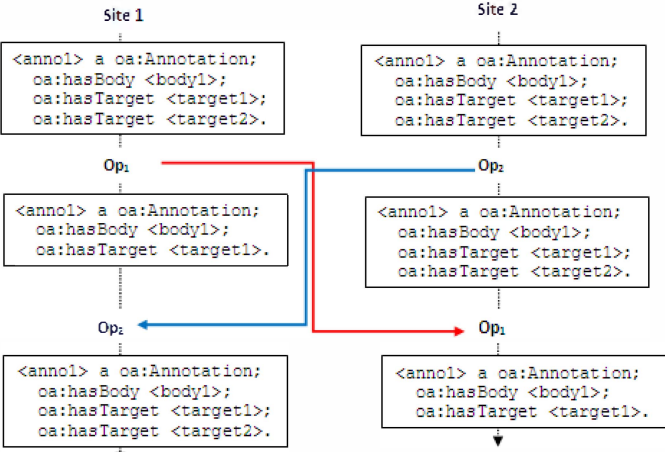 Site 1
Site 2
<anno1> a oa:Annotation;
oa:hasBody <body1>;
oa:hasTarget <target1>;
oa:hasTarget <target2>.
<anno1> a oa:Annotation;
oa:hasBody <body1>;
oa:hasTarget <target1>;
oa:hasTarget <target2>.
Op₁
Op₂
<anno1> a oa:Annotation;
oa:hasBody <body1>;
oa:hasTarget <target1>.
<anno1> a oa:Annotation;
oa:hasBody <body1>;
oa:hasTarget <target1>;
oa:hasTarget <target2>.
Op₂
Op₁
<anno1> a oa:Annotation;
oa:hasBody <body1>;
oa:hasTarget <target1>;
oa:hasTarget <target2>.
<anno1> a oa:Annotation;
oa:hasBody <body1>;
oa:hasTarget <target1>.